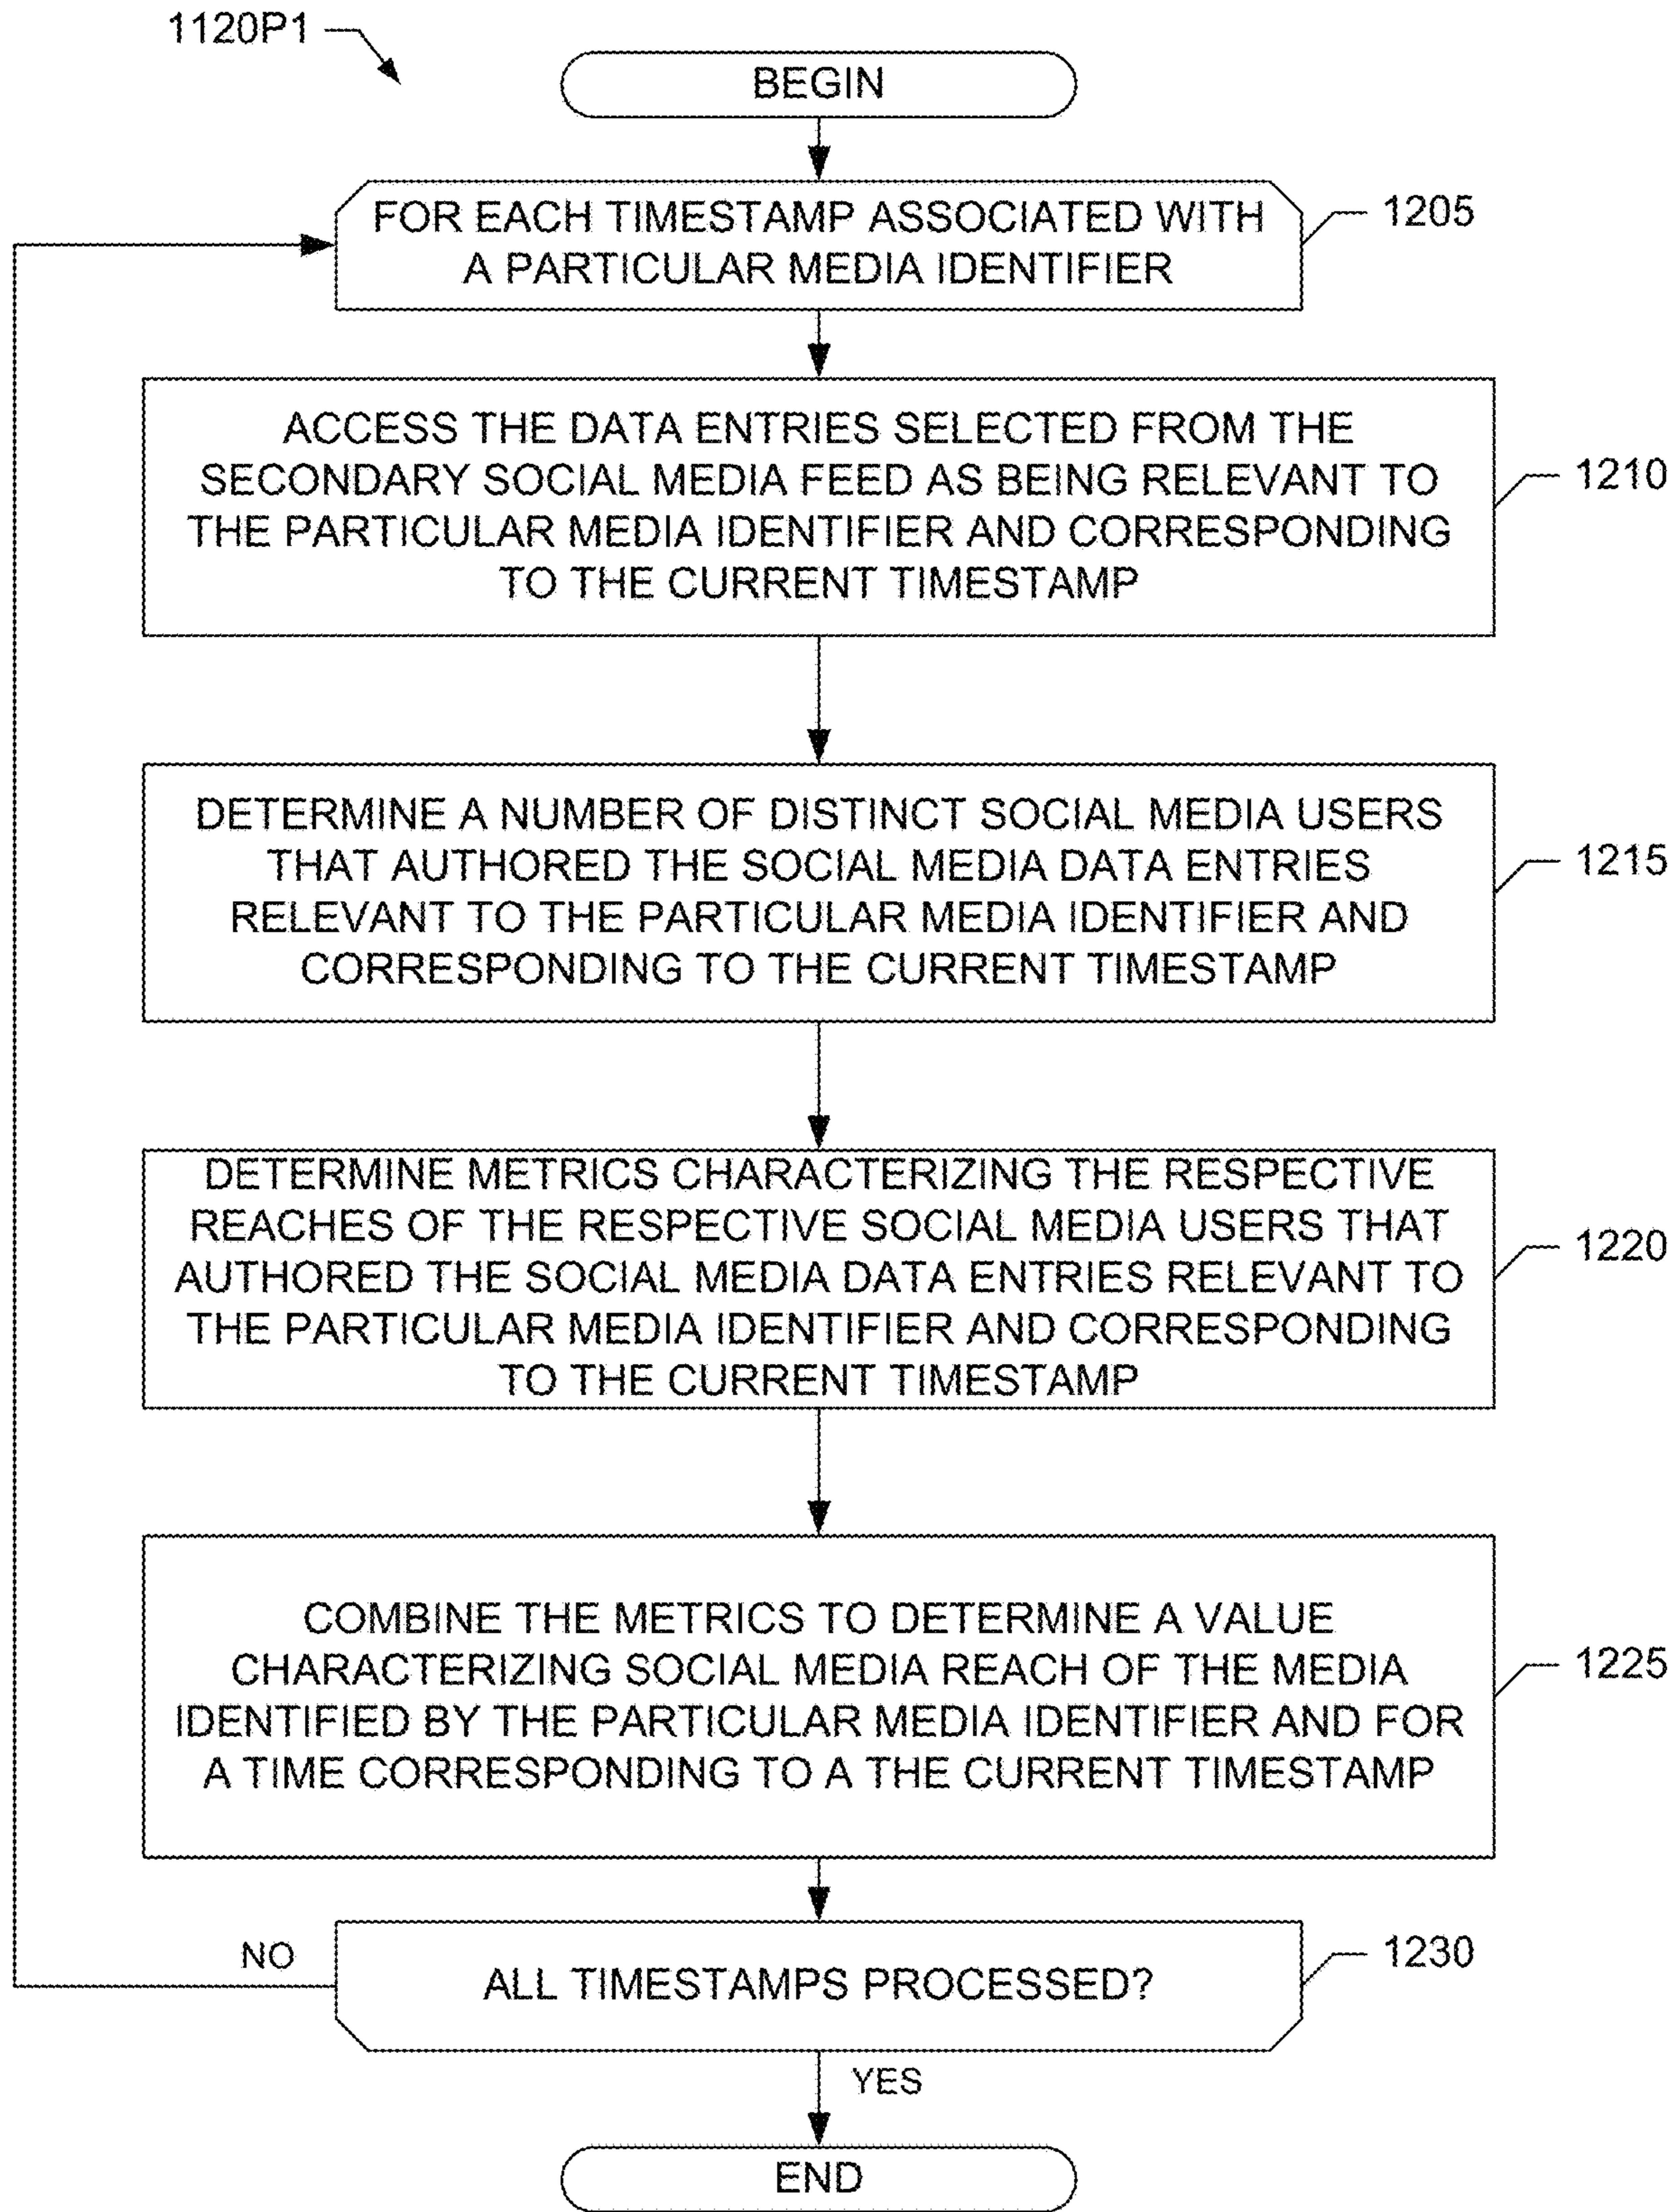 1120P1
BEGIN
FOR EACH TIMESTAMP ASSOCIATED WITH
A PARTICULAR MEDIA IDENTIFIER
1205
ACCESS THE DATA ENTRIES SELECTED FROM THE
SECONDARY SOCIAL MEDIA FEED AS BEING RELEVANT TO
THE PARTICULAR MEDIA IDENTIFIER AND CORRESPONDING
TO THE CURRENT TIMESTAMP
1210
DETERMINE A NUMBER OF DISTINCT SOCIAL MEDIA USERS
THAT AUTHORED THE SOCIAL MEDIA DATA ENTRIES
RELEVANT TO THE PARTICULAR MEDIA IDENTIFIER AND
CORRESPONDING TO THE CURRENT TIMESTAMP
1215
DETERMINE METRICS CHARACTERIZING THE RESPECTIVE
REACHES OF THE RESPECTIVE SOCIAL MEDIA USERS THAT
AUTHORED THE SOCIAL MEDIA DATA ENTRIES RELEVANT TO
THE PARTICULAR MEDIA IDENTIFIER AND CORRESPONDING
TO THE CURRENT TIMESTAMP
1220
COMBINE THE METRICS TO DETERMINE A VALUE
CHARACTERIZING SOCIAL MEDIA REACH OF THE MEDIA
IDENTIFIED BY THE PARTICULAR MEDIA IDENTIFIER AND FOR
A TIME CORRESPONDING TO A THE CURRENT TIMESTAMP
1225
NO
ALL TIMESTAMPS PROCESSED?
1230
YES
END